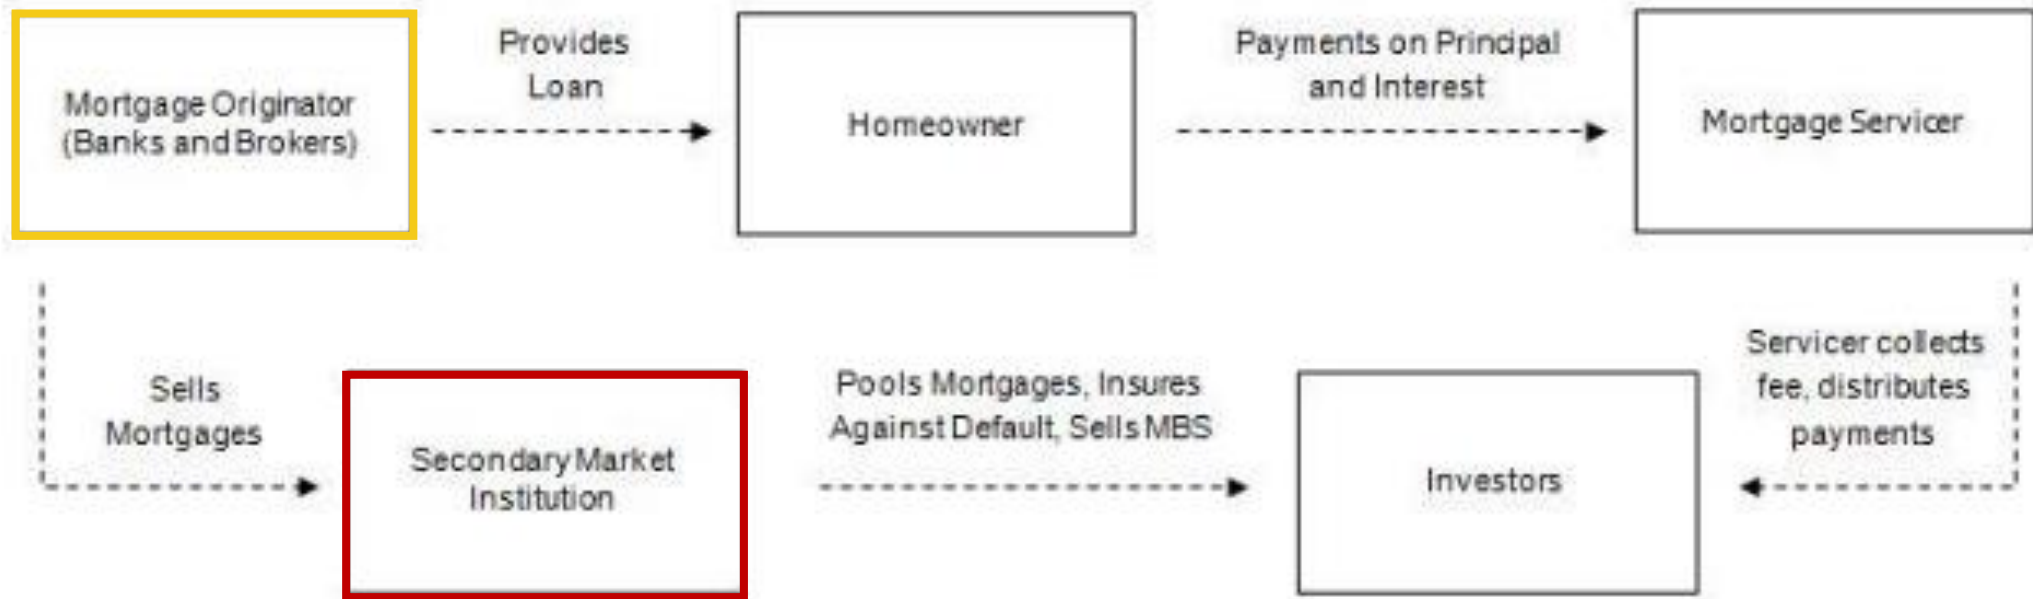 Provides
Loan
Payments on Principal
and Interest
Mortgage Originator
(Banks and Brokers)
Homeowner
Mortgage Servicer
Sells
Mortgages
Secondary Market
Institution
Pools Mortgages, Insures
Against Default, Sells MBS
Investors
Servicer collects
fee, distributes
payments